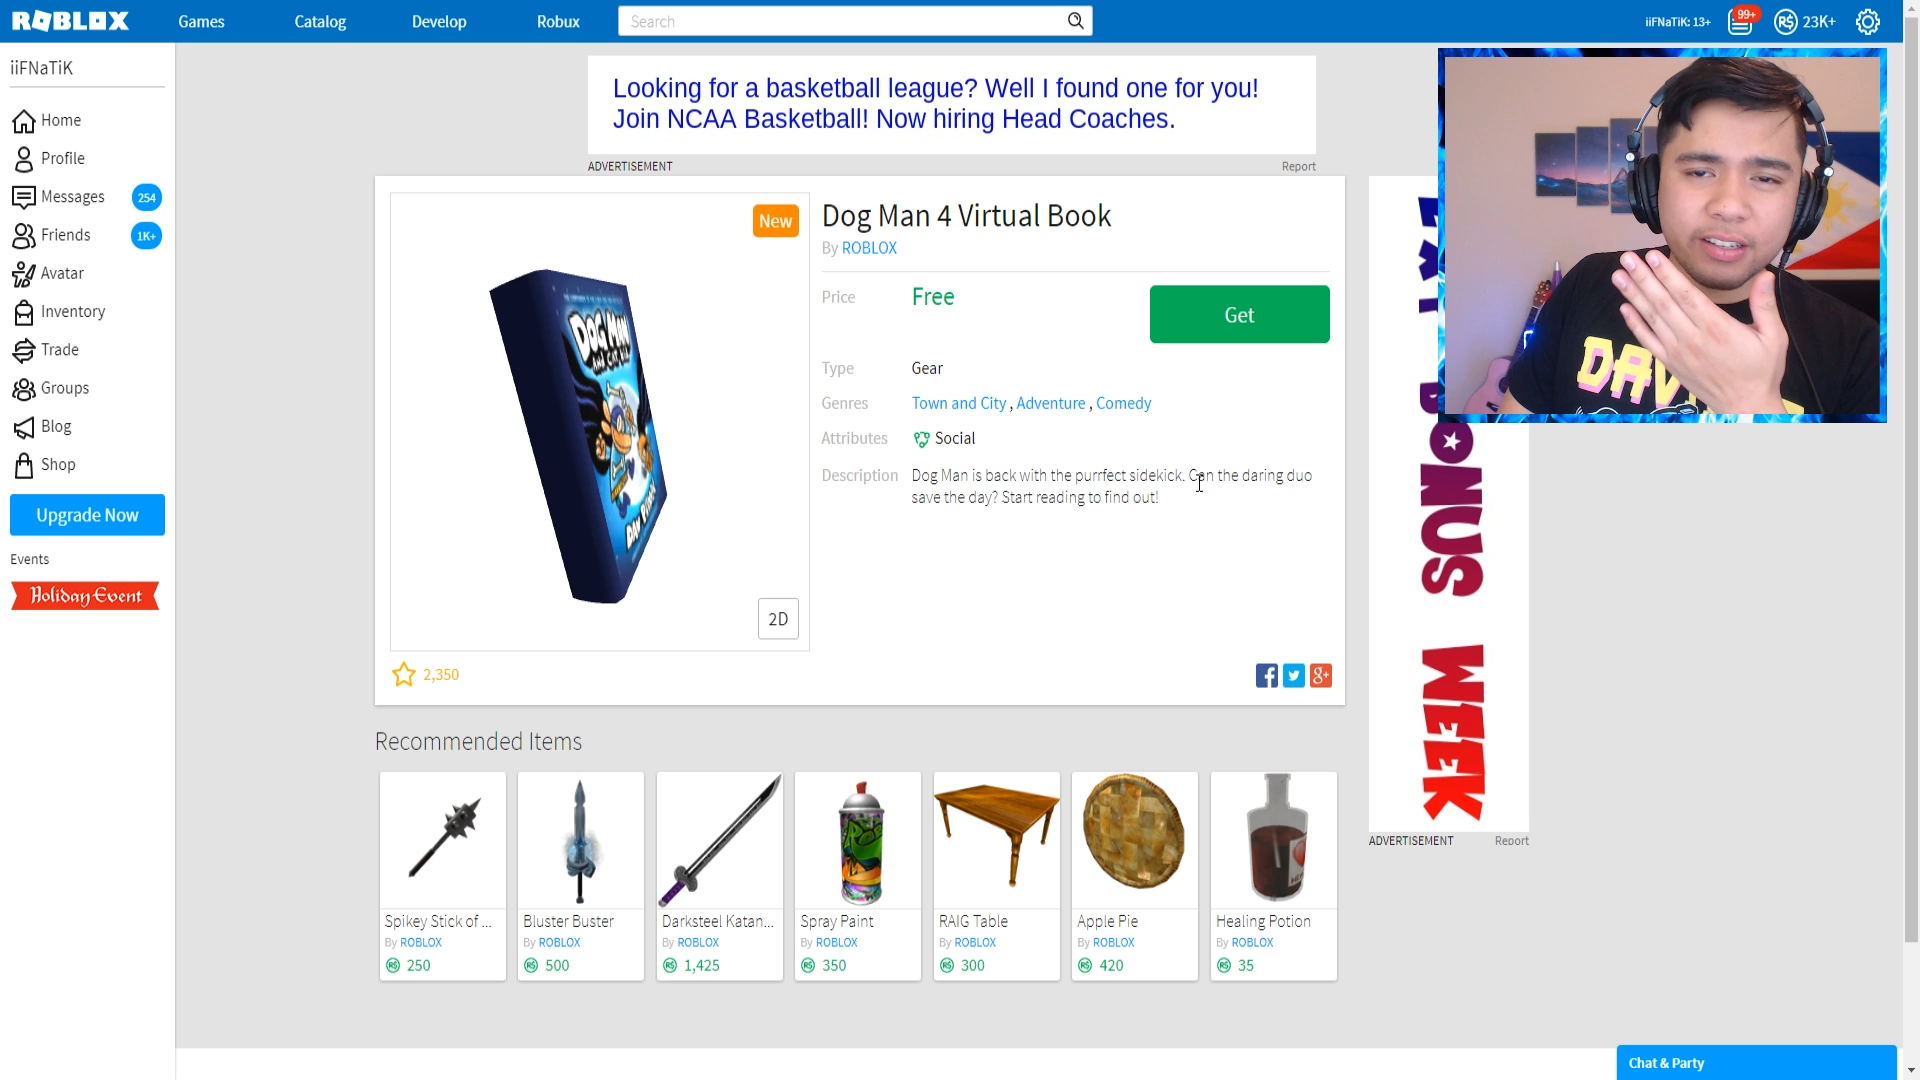 ROBLOX
Games
Catalog
Develop
Robux
Search
iiFNaTiK: 13+
99+
R$ 23K+
iiFNaTiK
Home
Profile
Messages
254
Friends
1K+
Avatar
Inventory
Trade
Groups
Blog
Shop
Upgrade Now
Events
Holiday Event
Looking for a basketball league? Well I found one for you!
Join NCAA Basketball! Now hiring Head Coaches.
ADVERTISEMENT
Report
New
DOG MAN
2D
2,350
Dog Man 4 Virtual Book
By ROBLOX
Price Free
Get
Type Gear
Genres Town and City , Adventure , Comedy
Attributes Social
Description Dog Man is back with the purrfect sidekick. Can the daring duo
save the day? Start reading to find out!
Recommended Items
Spikey Stick of ...
By ROBLOX
R$ 250
Bluster Buster
By ROBLOX
R$ 500
Darksteel Katan...
By ROBLOX
R$ 1,425
Spray Paint
By ROBLOX
R$ 350
RAIG Table
By ROBLOX
R$ 300
Apple Pie
By ROBLOX
R$ 420
Healing Potion
By ROBLOX
R$ 35
BONUS
WEEK
ADVERTISEMENT
Report
Chat & Party